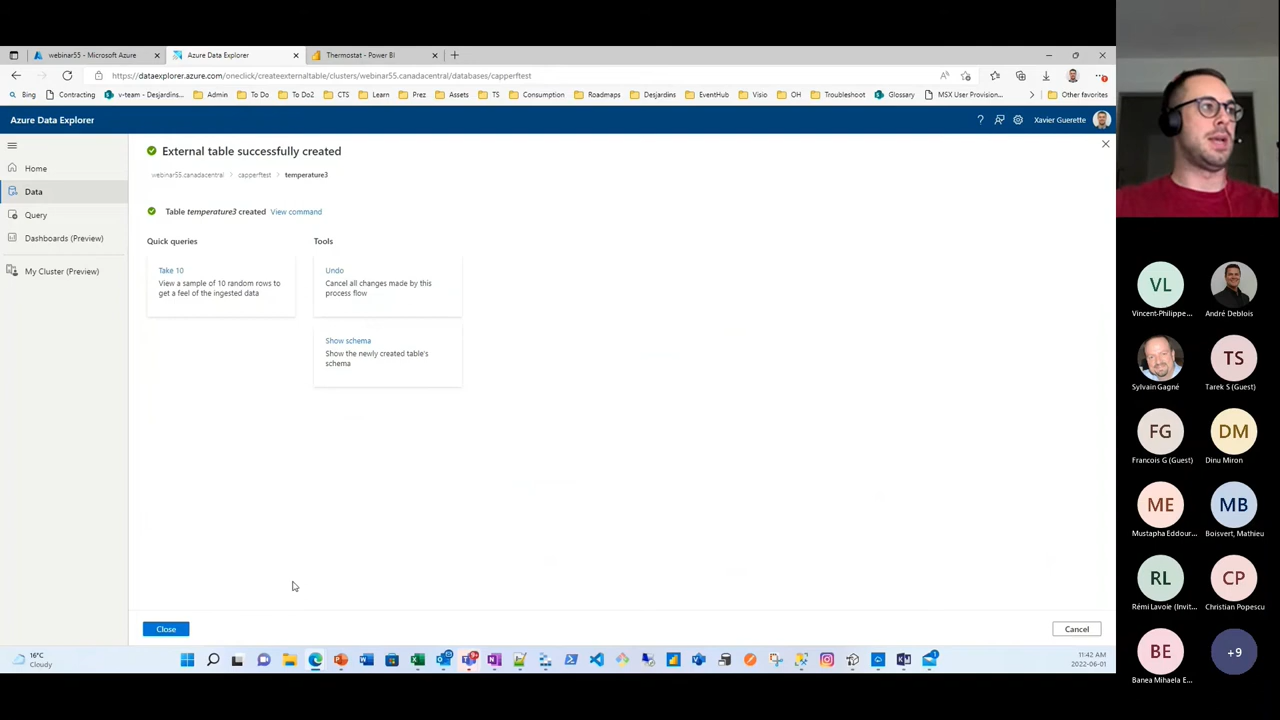 webinar55 - Microsoft Azure
Azure Data Explorer
Thermostat - Power BI
https://dataexplorer.azure.com/oneclick/createexternaltable/clusters/webinar55.canadacentral/databases/capperftest
Bing
Contracting
v-team - Desjardins...
Admin
To Do
To Do2
CTS
Learn
Prez
Assets
TS
Consumption
Roadmaps
Desjardins
EventHub
Visio
OH
Troubleshoot
Glossary
MSX User Provision...
Other favorites
Azure Data Explorer
Xavier Guerette
Home
Data
Query
Dashboards (Preview)
My Cluster (Preview)
External table successfully created
webinar55.canadacentral > capperftest > temperature3
Table temperature3 created View command
Quick queries
Take 10
View a sample of 10 random rows to
get a feel of the ingested data
Tools
Undo
Cancel all changes made by this
process flow
Show schema
Show the newly created table's
schema
Close
Cancel
16°C
Cloudy
11:42 AM
2022-06-01
VL
Vincent-Philippe...
André Deblois
Sylvain Gagné
TS
Tarek S (Guest)
FG
Francois G (Guest)
DM
Dinu Miron
ME
Mustapha Eddour...
MB
Boisvert, Mathieu
RL
Rémi Lavoie (Invit...
CP
Christian Popescu
BE
Banea Mihaela E...
+9